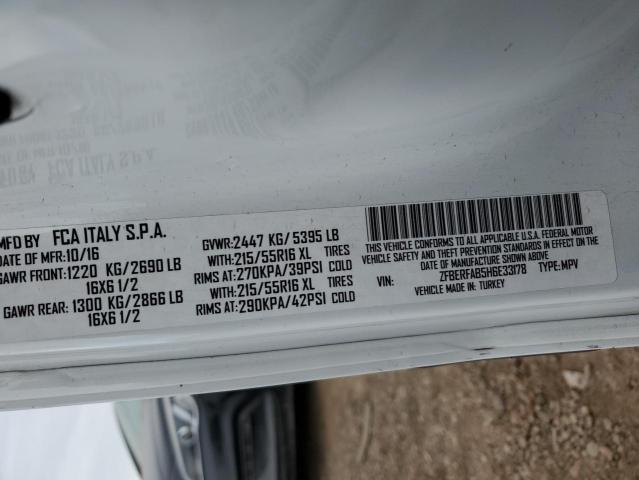 MFD BY FCA ITALY S.P.A.
DATE OF MFR:10/16
GAWR FRONT:1220 KG/2690 LB
16X6 1/2
GAWR REAR: 1300 KG/2866 LB
16X6 1/2
GVWR:2447 KG/5395 LB
WITH:215/55R16 XL TIRES
RIMS AT:270KPA/39PSI COLD
WITH:215/55R16 XL TIRES
RIMS AT:290KPA/42PSI COLD
THIS VEHICLE CONFORMS TO ALL APPLICABLE U.S.A. FEDERAL MOTOR
VEHICLE SAFETY AND THEFT PREVENTION STANDARDS IN EFFECT ON THE
DATE OF MANUFACTURE SHOWN ABOVE.
VIN: ZFBERFAB5H6E33178 TYPE:MPV
VEHICLE MADE IN: TURKEY